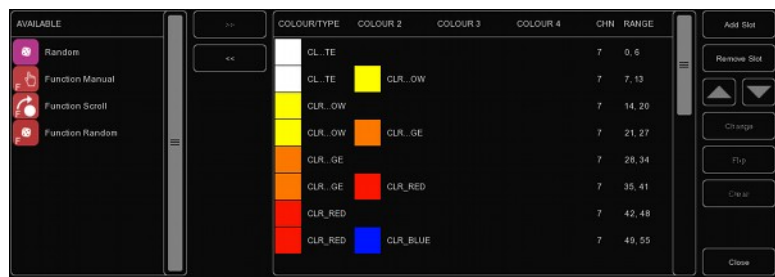 AVAILABLE
Random
F Function Manual
F Function Scroll
F Function Random
>>
<<
COLOUR/TYPE COLOUR 2 COLOUR 3 COLOUR 4 CHN RANGE
CL...TE 7 0, 6
CL...TE CLR...OW 7 7, 13
CLR...OW 7 14, 20
CLR...OW CLR...GE 7 21, 27
CLR...GE 7 28, 34
CLR...GE CLR_RED 7 35, 41
CLR_RED 7 42, 48
CLR_RED CLR_BLUE 7 49, 55
Add Slot
Remove Slot
Change
Flip
Clear
Close